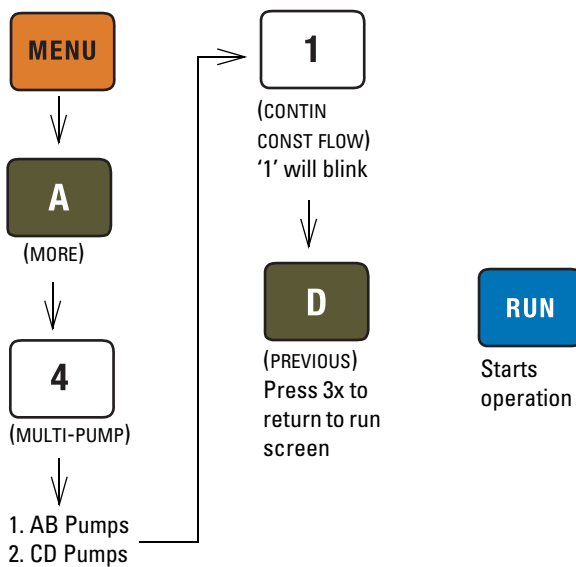 MENU
A
(MORE)
4
(MULTI-PUMP)
1. AB Pumps
2. CD Pumps
1
(CONTIN
CONST FLOW)
‘1’ will blink
D
(PREVIOUS)
Press 3x to
return to run
screen
RUN
Starts
operation